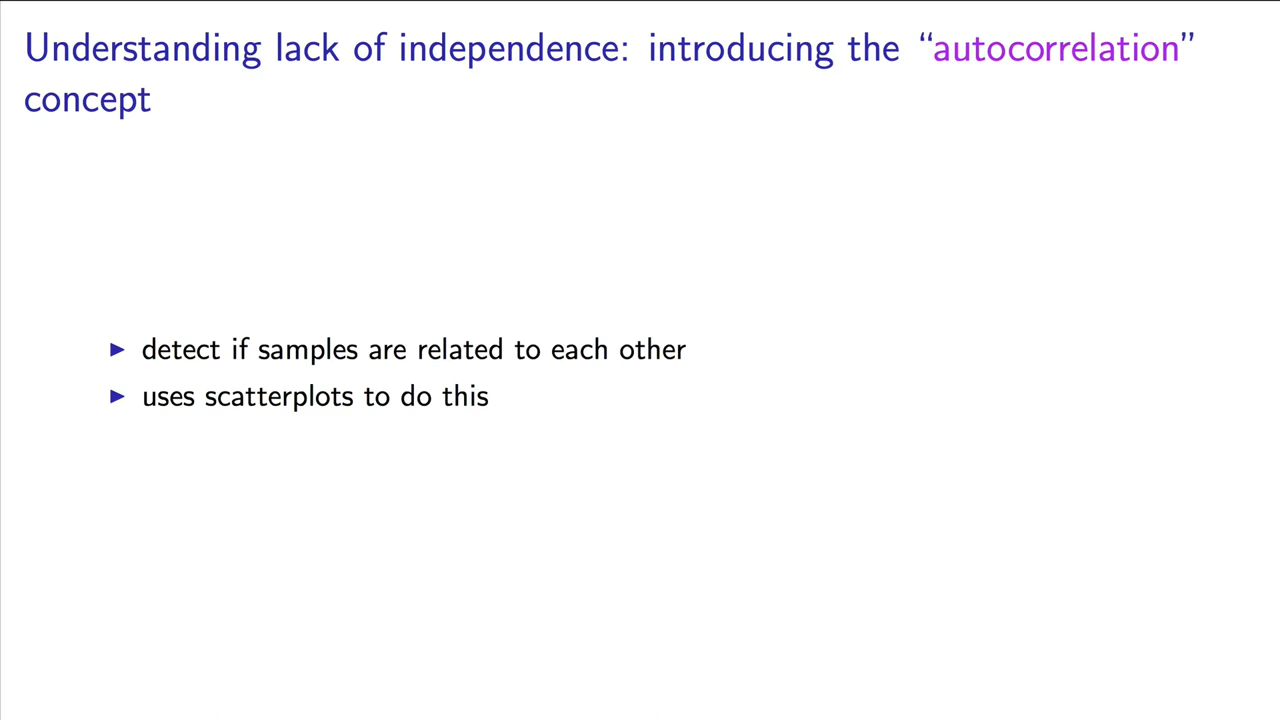 Understanding lack of independence: introducing the “autocorrelation”
concept
▶ detect if samples are related to each other
▶ uses scatterplots to do this